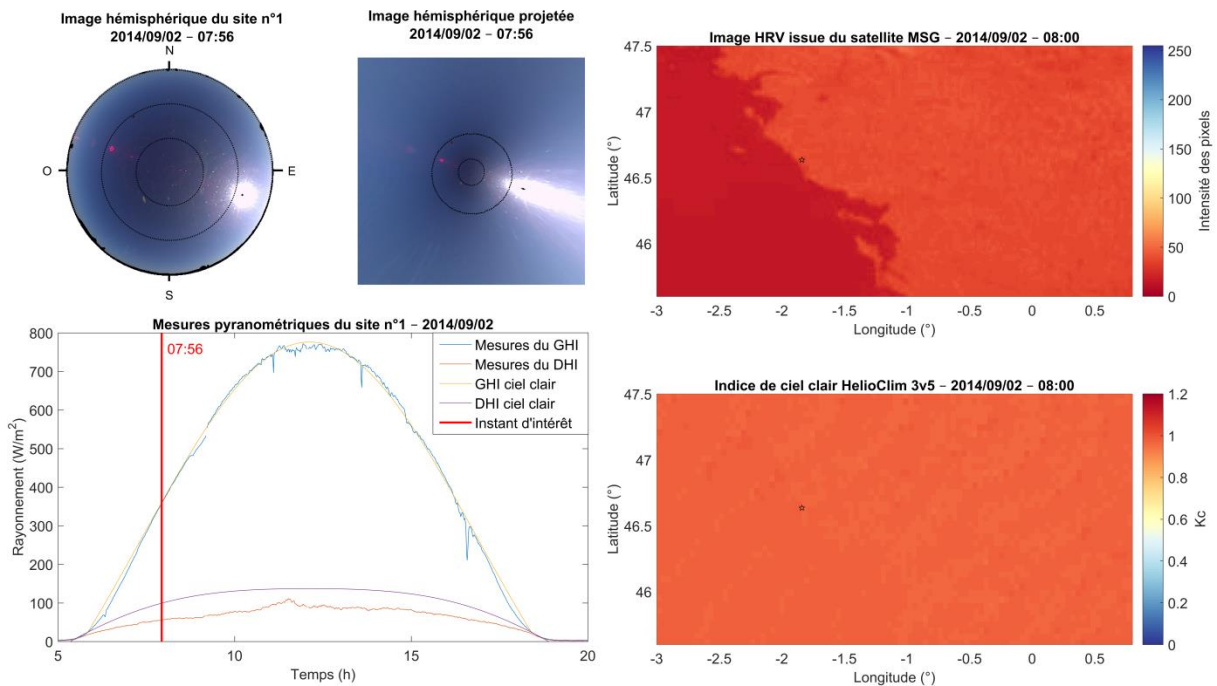 Image hémisphérique du site n°1
2014/09/02 – 07:56
N
O
E
S
Image hémisphérique projetée
2014/09/02 – 07:56
Image HRV issue du satellite MSG – 2014/09/02 – 08:00
47.5
47
46.5
46
Latitude (°)
-3
-2.5
-2
-1.5
-1
-0.5
0
0.5
Longitude (°)
250
200
150
100
50
0
Intensité des pixels
Mesures pyranométriques du site n°1 – 2014/09/02
800
700
600
500
400
300
200
100
0
Rayonnement (W/m²)
07:56
Mesures du GHI
Mesures du DHI
GHI ciel clair
DHI ciel clair
Instant d'intérêt
5
10
15
20
Temps (h)
Indice de ciel clair HelioClim 3v5 – 2014/09/02 – 08:00
47.5
47
46.5
46
Latitude (°)
-3
-2.5
-2
-1.5
-1
-0.5
0
0.5
Longitude (°)
1.2
1
0.8
0.6
0.4
0.2
0
Kc